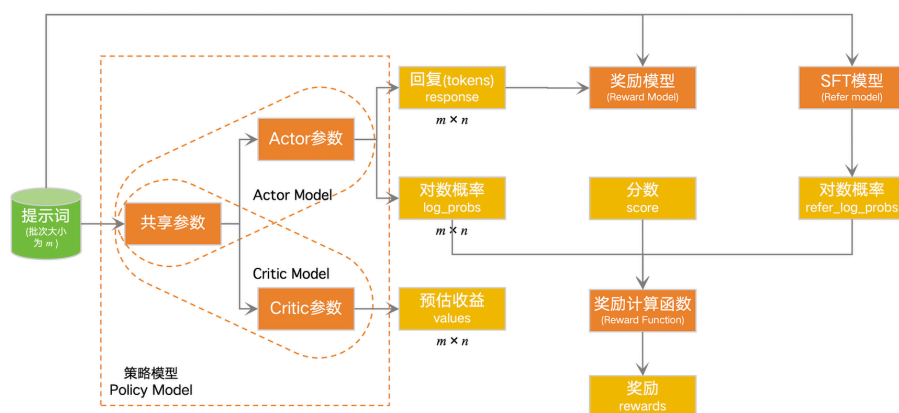 回复(tokens)
response
m × n
奖励模型
(Reward Model)
SFT模型
(Refer model)
Actor参数
Actor Model
提示词
(批次大小
为 m )
共享参数
对数概率
log_probs
m × n
分数
score
对数概率
refer_log_probs
Critic Model
Critic参数
预估收益
values
m × n
奖励计算函数
(Reward Function)
策略模型
Policy Model
奖励
rewards